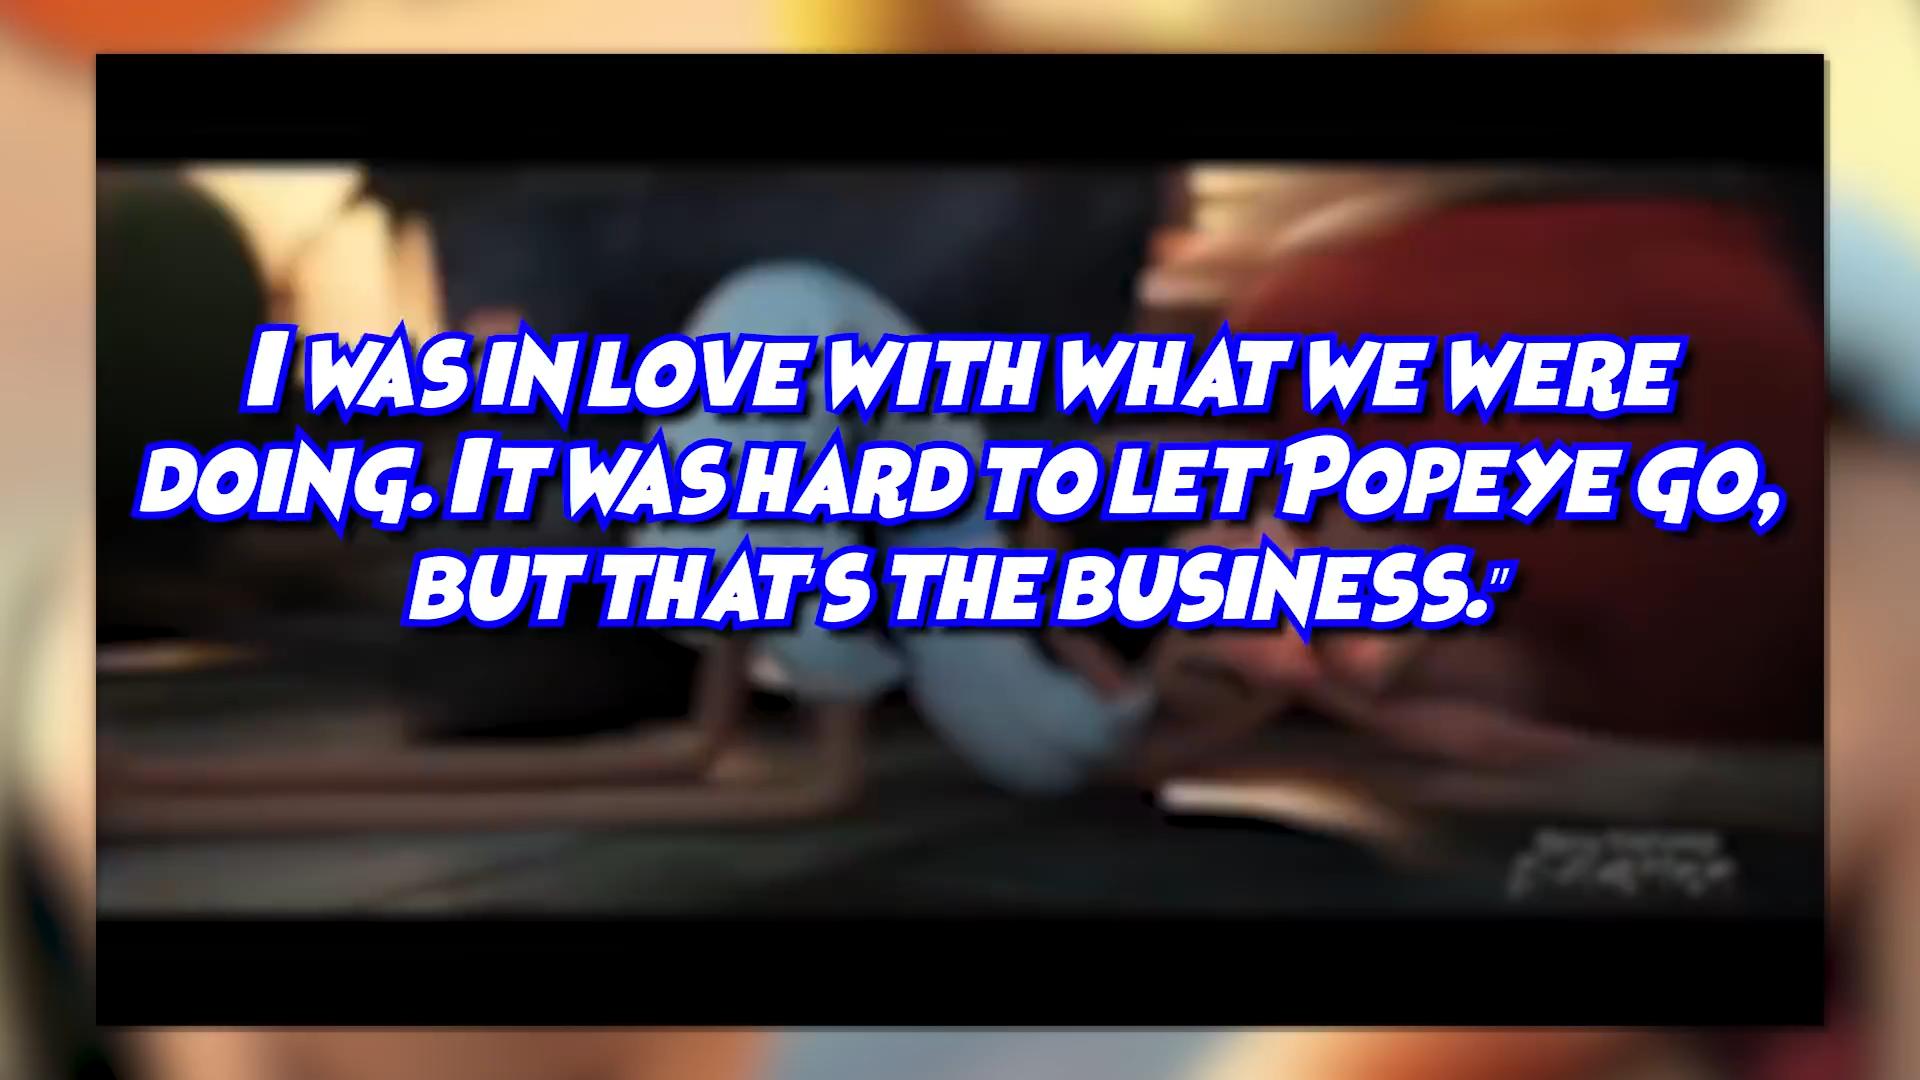 I was in love with what we were
doing. It was hard to let Popeye go,
but that's the business."